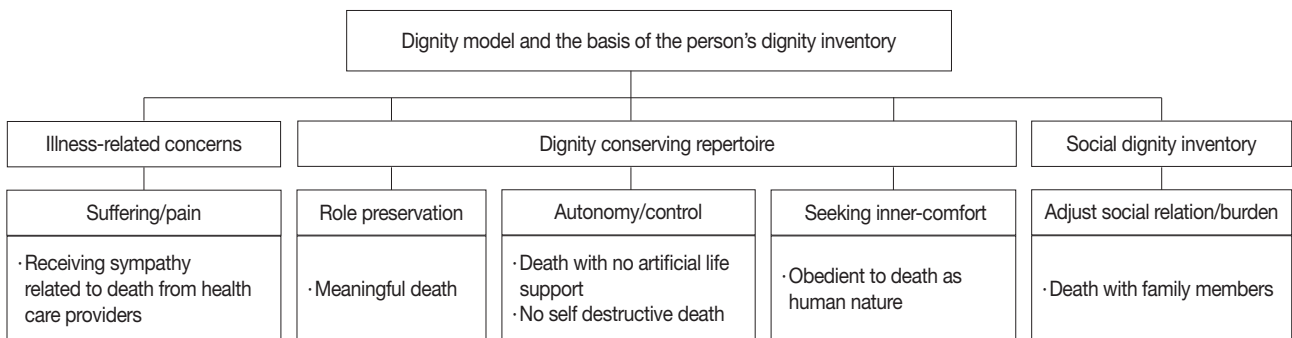 Dignity model and the basis of the person's dignity inventory
Illness-related concerns
Dignity conserving repertoire
Social dignity inventory
Suffering/pain
Role preservation
Autonomy/control
Seeking inner-comfort
Adjust social relation/burden
·Receiving sympathy
related to death from health
care providers
·Meaningful death
·Death with no artificial life
support
·No self destructive death
·Obedient to death as
human nature
·Death with family members